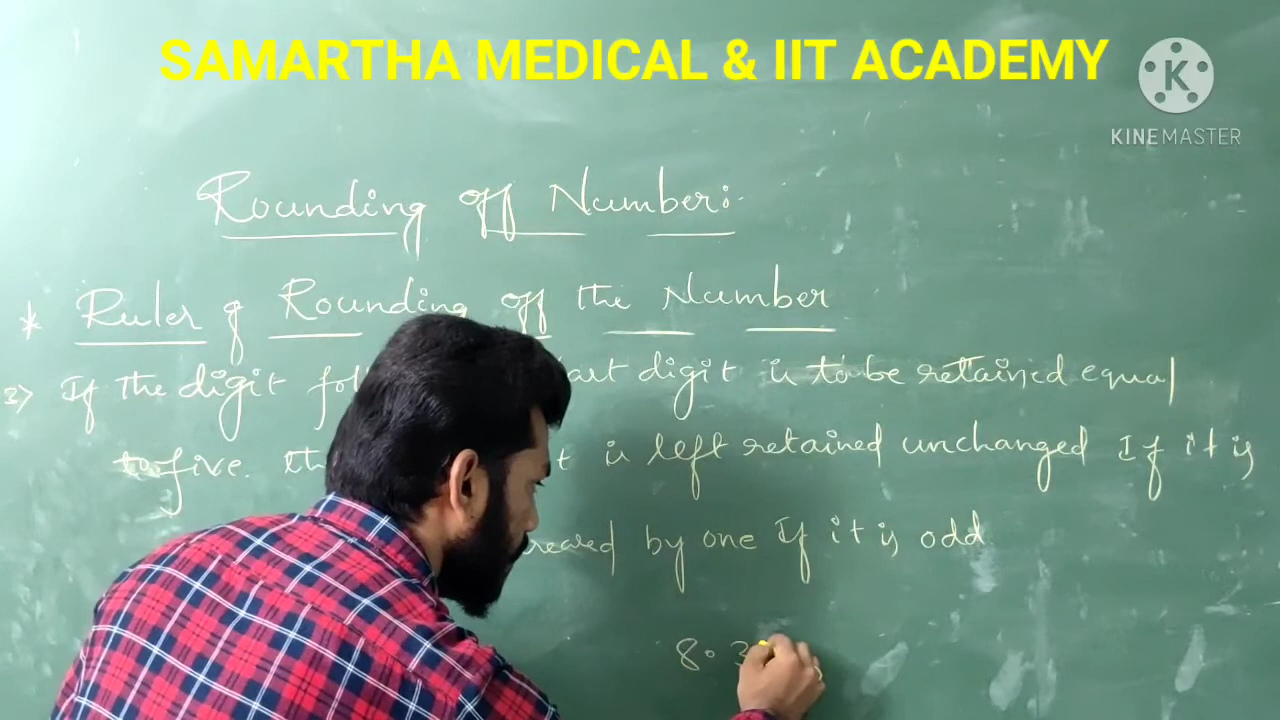 SAMARTHA MEDICAL & IIT ACADEMY
K
KINEMASTER
Rounding off Number:
* Rules of Rounding off the Number
2) If the digit digit is to be retained equal
to five. is left retained unchanged If it is
by one If it is odd
8.3